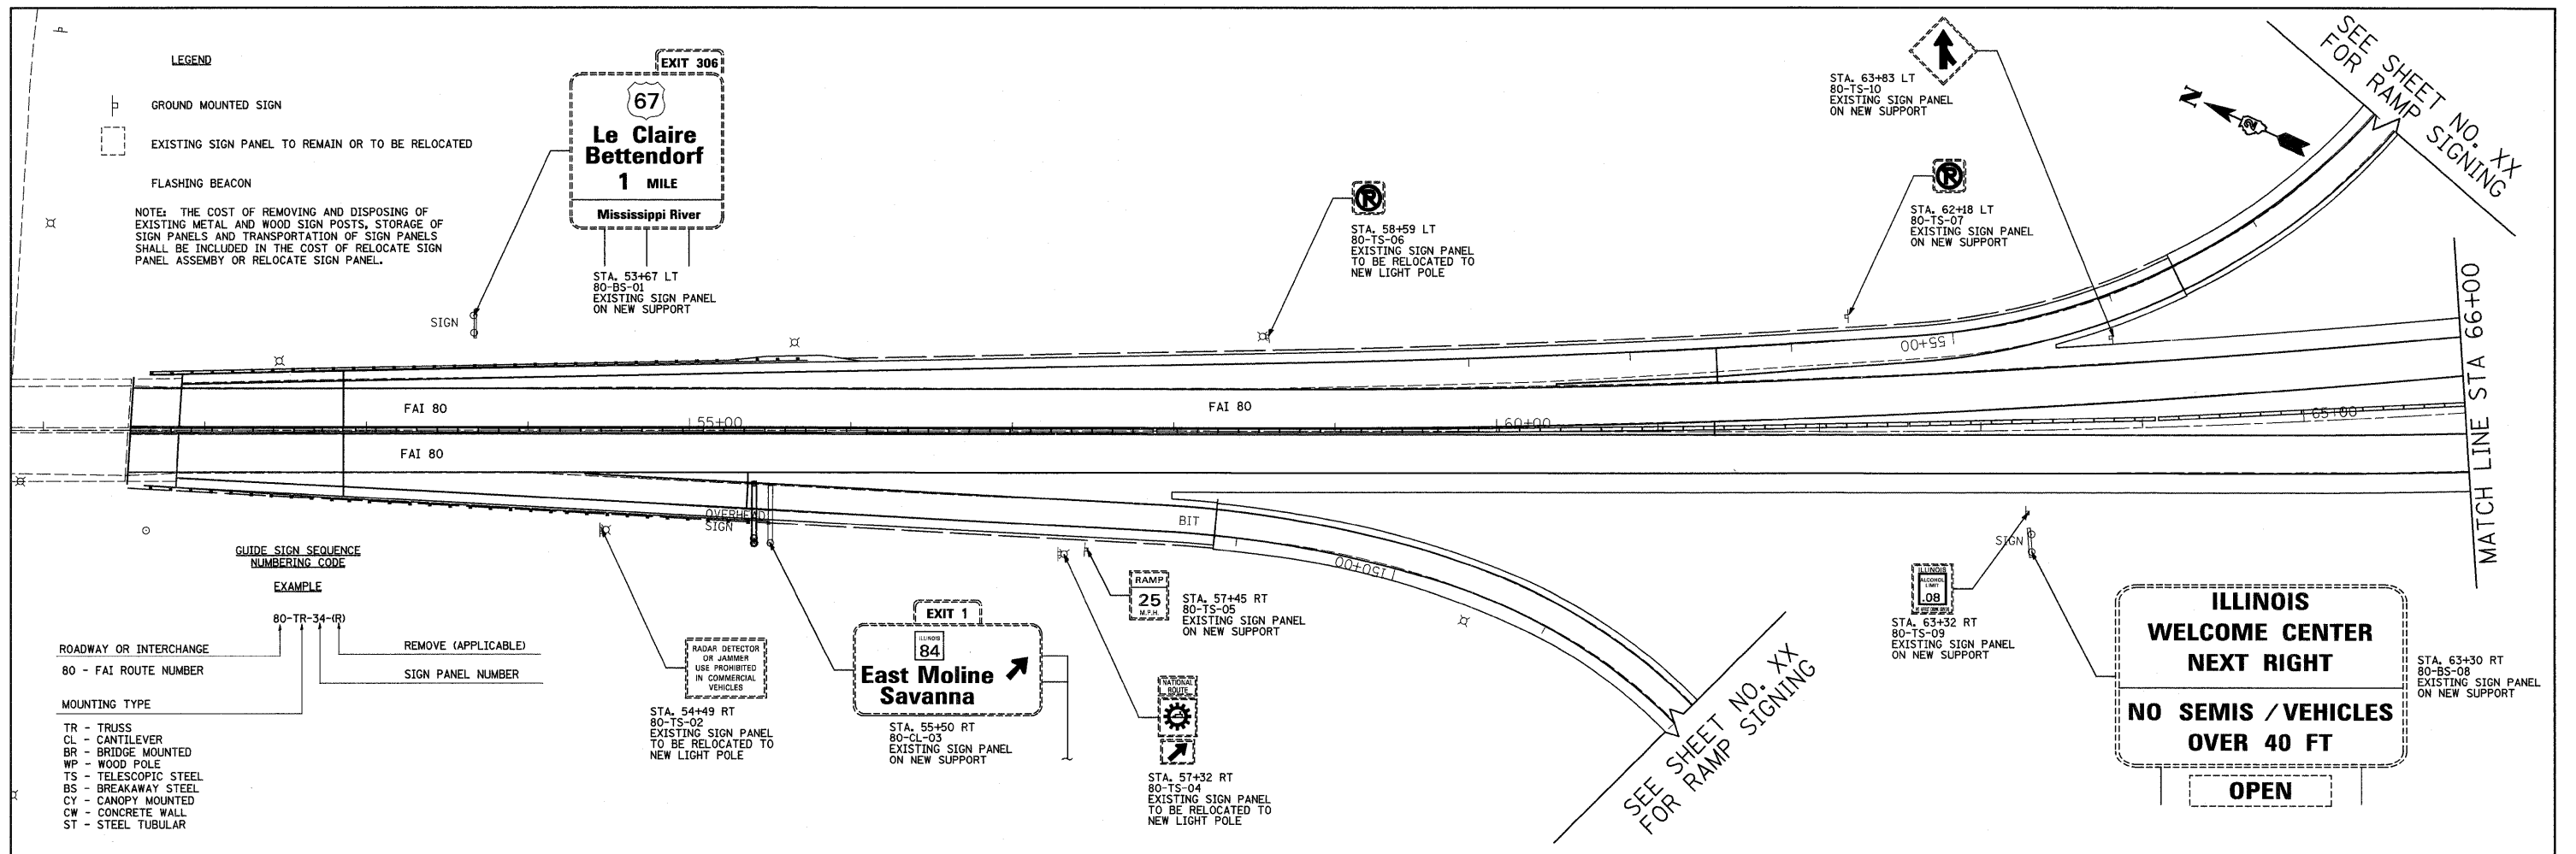 LEGEND
GROUND MOUNTED SIGN
EXISTING SIGN PANEL TO REMAIN OR TO BE RELOCATED
FLASHING BEACON
NOTE: THE COST OF REMOVING AND DISPOSING OF
EXISTING METAL AND WOOD SIGN POSTS, STORAGE OF
SIGN PANELS AND TRANSPORTATION OF SIGN PANELS
SHALL BE INCLUDED IN THE COST OF RELOCATE SIGN
PANEL ASSEMBY OR RELOCATE SIGN PANEL.
EXIT 306
67
Le Claire
Bettendorf
1 MILE
Mississippi River
STA. 53+67 LT
80-BS-01
EXISTING SIGN PANEL
ON NEW SUPPORT
SIGN
STA. 58+59 LT
80-TS-06
EXISTING SIGN PANEL
TO BE RELOCATED TO
NEW LIGHT POLE
STA. 63+83 LT
80-TS-10
EXISTING SIGN PANEL
ON NEW SUPPORT
STA. 62+18 LT
80-TS-07
EXISTING SIGN PANEL
ON NEW SUPPORT
N
SEE SHEET NO. XX
FOR RAMP SIGNING
MATCH LINE STA 66+00
155+00
FAI 80
FAI 80
55+00
60+00
65+00
FAI 80
OVERHEAD
SIGN
BIT
1150+00
SIGN
GUIDE SIGN SEQUENCE
NUMBERING CODE
EXAMPLE
80-TR-34-(R)
ROADWAY OR INTERCHANGE
80 - FAI ROUTE NUMBER
REMOVE (APPLICABLE)
SIGN PANEL NUMBER
MOUNTING TYPE
TR - TRUSS
CL - CANTILEVER
BR - BRIDGE MOUNTED
WP - WOOD POLE
TS - TELESCOPIC STEEL
BS - BREAKAWAY STEEL
CY - CANOPY MOUNTED
CW - CONCRETE WALL
ST - STEEL TUBULAR
RADAR DETECTOR
OR JAMMER
USE PROHIBITED
IN COMMERCIAL
VEHICLES
STA. 54+49 RT
80-TS-02
EXISTING SIGN PANEL
TO BE RELOCATED TO
NEW LIGHT POLE
EXIT 1
ILLINOIS
84
East Moline
Savanna
STA. 55+50 RT
80-CL-03
EXISTING SIGN PANEL
ON NEW SUPPORT
RAMP
25
M.P.H.
STA. 57+45 RT
80-TS-05
EXISTING SIGN PANEL
ON NEW SUPPORT
NATIONAL
ROUTE
STA. 57+32 RT
80-TS-04
EXISTING SIGN PANEL
TO BE RELOCATED TO
NEW LIGHT POLE
SEE SHEET NO. XX
FOR RAMP SIGNING
ILLINOIS
ALCOHOL
LIMIT
.08
STA. 63+32 RT
80-TS-09
EXISTING SIGN PANEL
ON NEW SUPPORT
ILLINOIS
WELCOME CENTER
NEXT RIGHT
NO SEMIS / VEHICLES
OVER 40 FT
OPEN
STA. 63+30 RT
80-BS-08
EXISTING SIGN PANEL
ON NEW SUPPORT